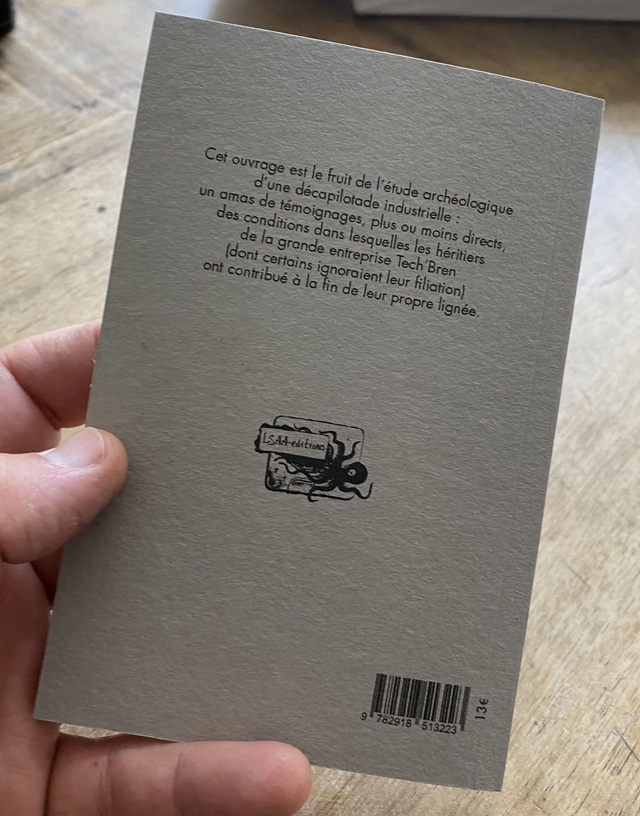 Cet ouvrage est le fruit de l'étude archéologique
d'une décapilotade industrielle :
un amas de témoignages, plus ou moins directs,
des conditions dans lesquelles les héritiers
de la grande entreprise Tech'Bren
(dont certains ignoraient leur filiation)
ont contribué à la fin de leur propre lignée.
LSAA-éditions
9 782918 513223
13€